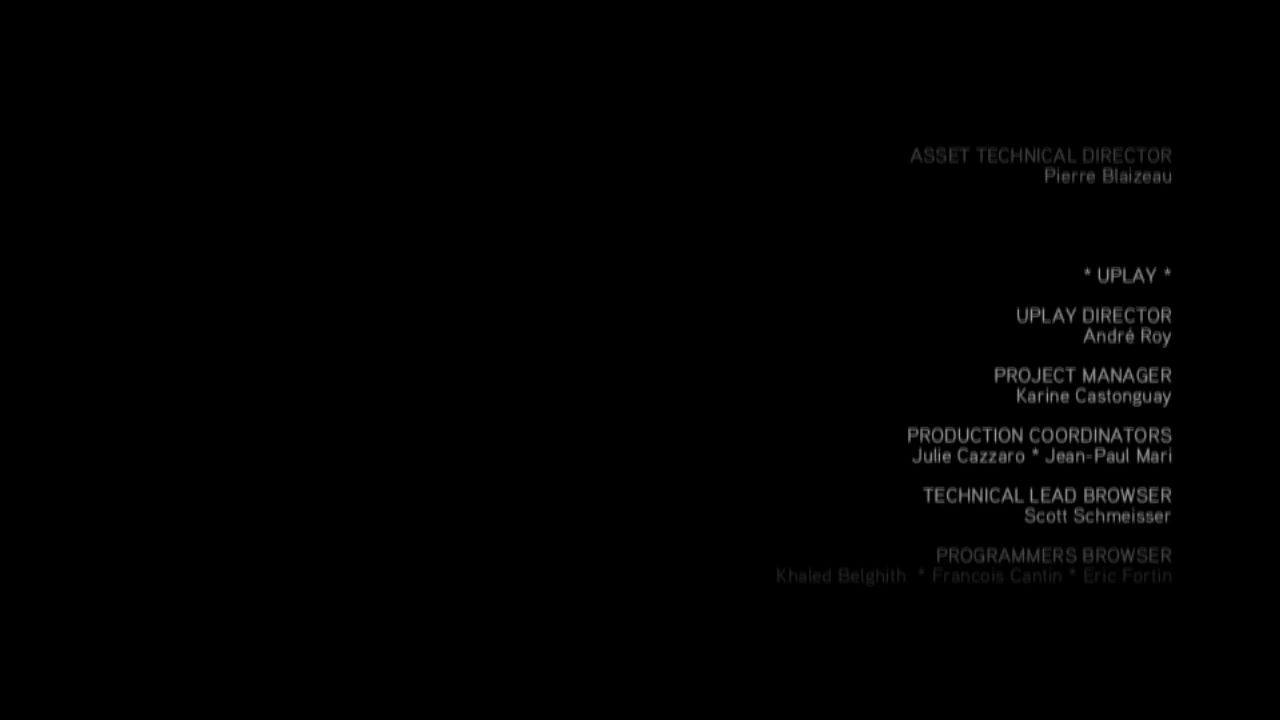 ASSET TECHNICAL DIRECTOR
Pierre Blaizeau
* UPLAY *
UPLAY DIRECTOR
André Roy
PROJECT MANAGER
Karine Castonguay
PRODUCTION COORDINATORS
Julie Cazzaro * Jean-Paul Mari
TECHNICAL LEAD BROWSER
Scott Schmeisser
PROGRAMMERS BROWSER
Khaled Belghith * Francois Cantin * Eric Fortin